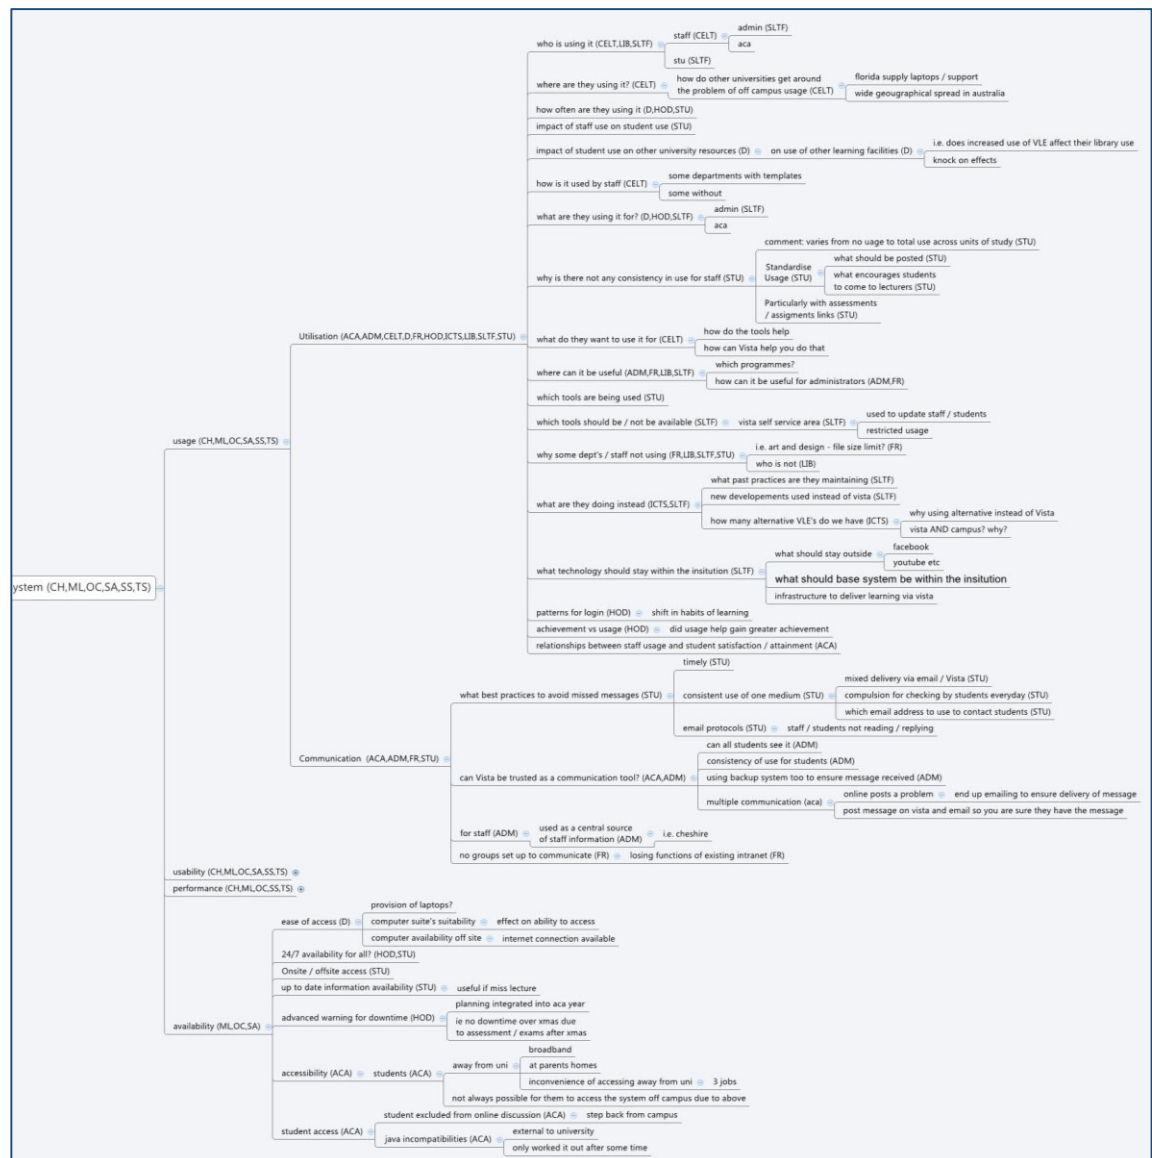 admin (SLTF)
staff (CELT)
aca
who is using it (CELT,LIB,SLTF)
stu (SLTF)
where are they using it? (CELT)
how do other universities get around
the problem of off campus usage (CELT)
florida supply laptops / support
wide geourgraphical spread in australia
how often are they using it (D,HOD,STU)
impact of staff use on student use (STU)
impact of student use on other university resources (D)
on use of other learning facilities (D)
i.e. does increased use of VLE affect their library use
knock on effects
how is it used by staff (CELT)
some departments with templates
some without
what are they using it for? (D,HOD,SLTF)
admin (SLTF)
aca
why is there not any consistency in use for staff (STU)
comment: varies from no uage to total use across units of study (STU)
Standardise
Usage (STU)
what should be posted (STU)
what encourages students
to come to lecturers (STU)
Particularly with assessments
/ assigments links (STU)
Utilisation (ACA,ADM,CELT,D,FR,HOD,ICTS,LIB,SLTF,STU)
what do they want to use it for (CELT)
how do the tools help
how can Vista help you do that
where can it be useful (ADM,FR,LIB,SLTF)
which programmes?
how can it be useful for administrators (ADM,FR)
which tools are being used (STU)
which tools should be / not be available (SLTF)
vista self service area (SLTF)
used to update staff / students
restricted usage
usage (CH,ML,OC,SA,SS,TS)
why some dept's / staff not using (FR,LIB,SLTF,STU)
i.e. art and design - file size limit? (FR)
who is not (LIB)
what are they doing instead (ICTS,SLTF)
what past practices are they maintaining (SLTF)
new developements used instead of vista (SLTF)
how many alternative VLE's do we have (ICTS)
why using alternative instead of Vista
vista AND campus? why?
what technology should stay within the insitution (SLTF)
what should stay outside
facebook
youtube etc
what should base system be within the insitution
infrastructure to deliver learning via vista
ystem (CH,ML,OC,SA,SS,TS)
patterns for login (HOD)
shift in habits of learning
achievement vs usage (HOD)
did usage help gain greater achievement
relationships between staff usage and student satisfaction / attainment (ACA)
what best practices to avoid missed messages (STU)
timely (STU)
consistent use of one medium (STU)
mixed delivery via email / Vista (STU)
compulsion for checking by students everyday (STU)
which email address to use to contact students (STU)
email protocols (STU)
staff / students not reading / replying
Communication (ACA,ADM,FR,STU)
can Vista be trusted as a communication tool? (ACA,ADM)
can all students see it (ADM)
consistency of use for students (ADM)
using backup system too to ensure message received (ADM)
multiple communication (aca)
online posts a problem
end up emailing to ensure delivery of message
post message on vista and email so you are sure they have the message
for staff (ADM)
used as a central source
of staff information (ADM)
i.e. cheshire
no groups set up to communicate (FR)
losing functions of existing intranet (FR)
usability (CH,ML,OC,SA,SS,TS)
performance (CH,ML,OC,SS,TS)
ease of access (D)
provision of laptops?
computer suite's suitability
effect on ability to access
computer availability off site
internet connection available
24/7 availability for all? (HOD,STU)
Onsite / offsite access (STU)
up to date information availability (STU)
useful if miss lecture
advanced warning for downtime (HOD)
planning integrated into aca year
ie no downtime over xmas due
to assessment / exams after xmas
availability (ML,OC,SA)
accessibility (ACA)
students (ACA)
away from uni
broadband
at parents homes
inconvenience of accessing away from uni
3 jobs
not always possible for them to access the system off campus due to above
student access (ACA)
student excluded from online discussion (ACA)
step back from campus
java incompatibilities (ACA)
external to university
only worked it out after some time